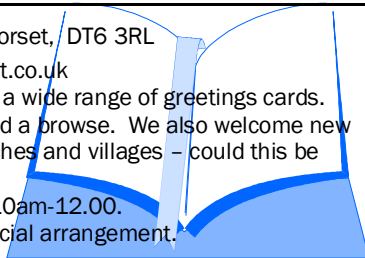 orset, DT6 3RL
t.co.uk
a wide range of greetings cards.
d a browse. We also welcome new
hes and villages – could this be
0am-12.00.
cial arrangement.